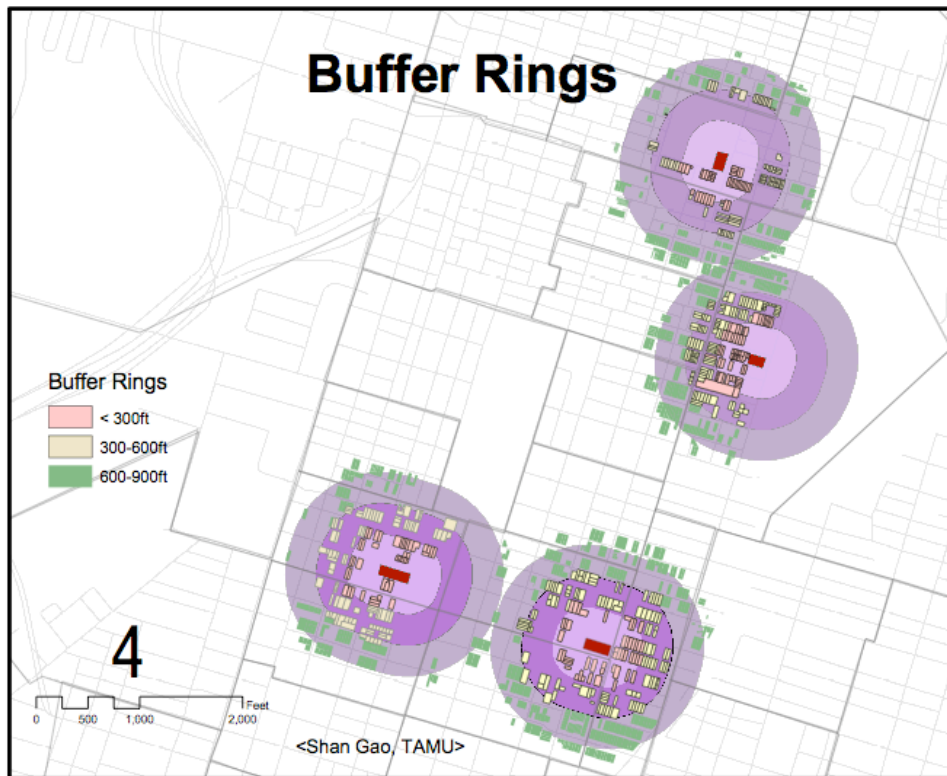 Buffer Rings
Buffer Rings
< 300ft
300-600ft
600-900ft
4
Feet
0 500 1,000 2,000
<Shan Gao, TAMU>